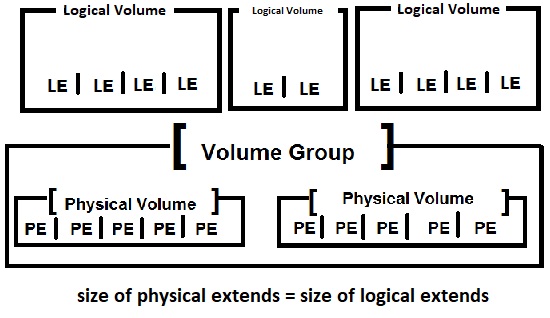 Logical Volume Logical Volume Logical Volume
LE LE LE LE LE LE LE LE LE LE
Volume Group
Physical Volume Physical Volume
PE PE PE PE PE PE PE PE PE PE
size of physical extends = size of logical extends